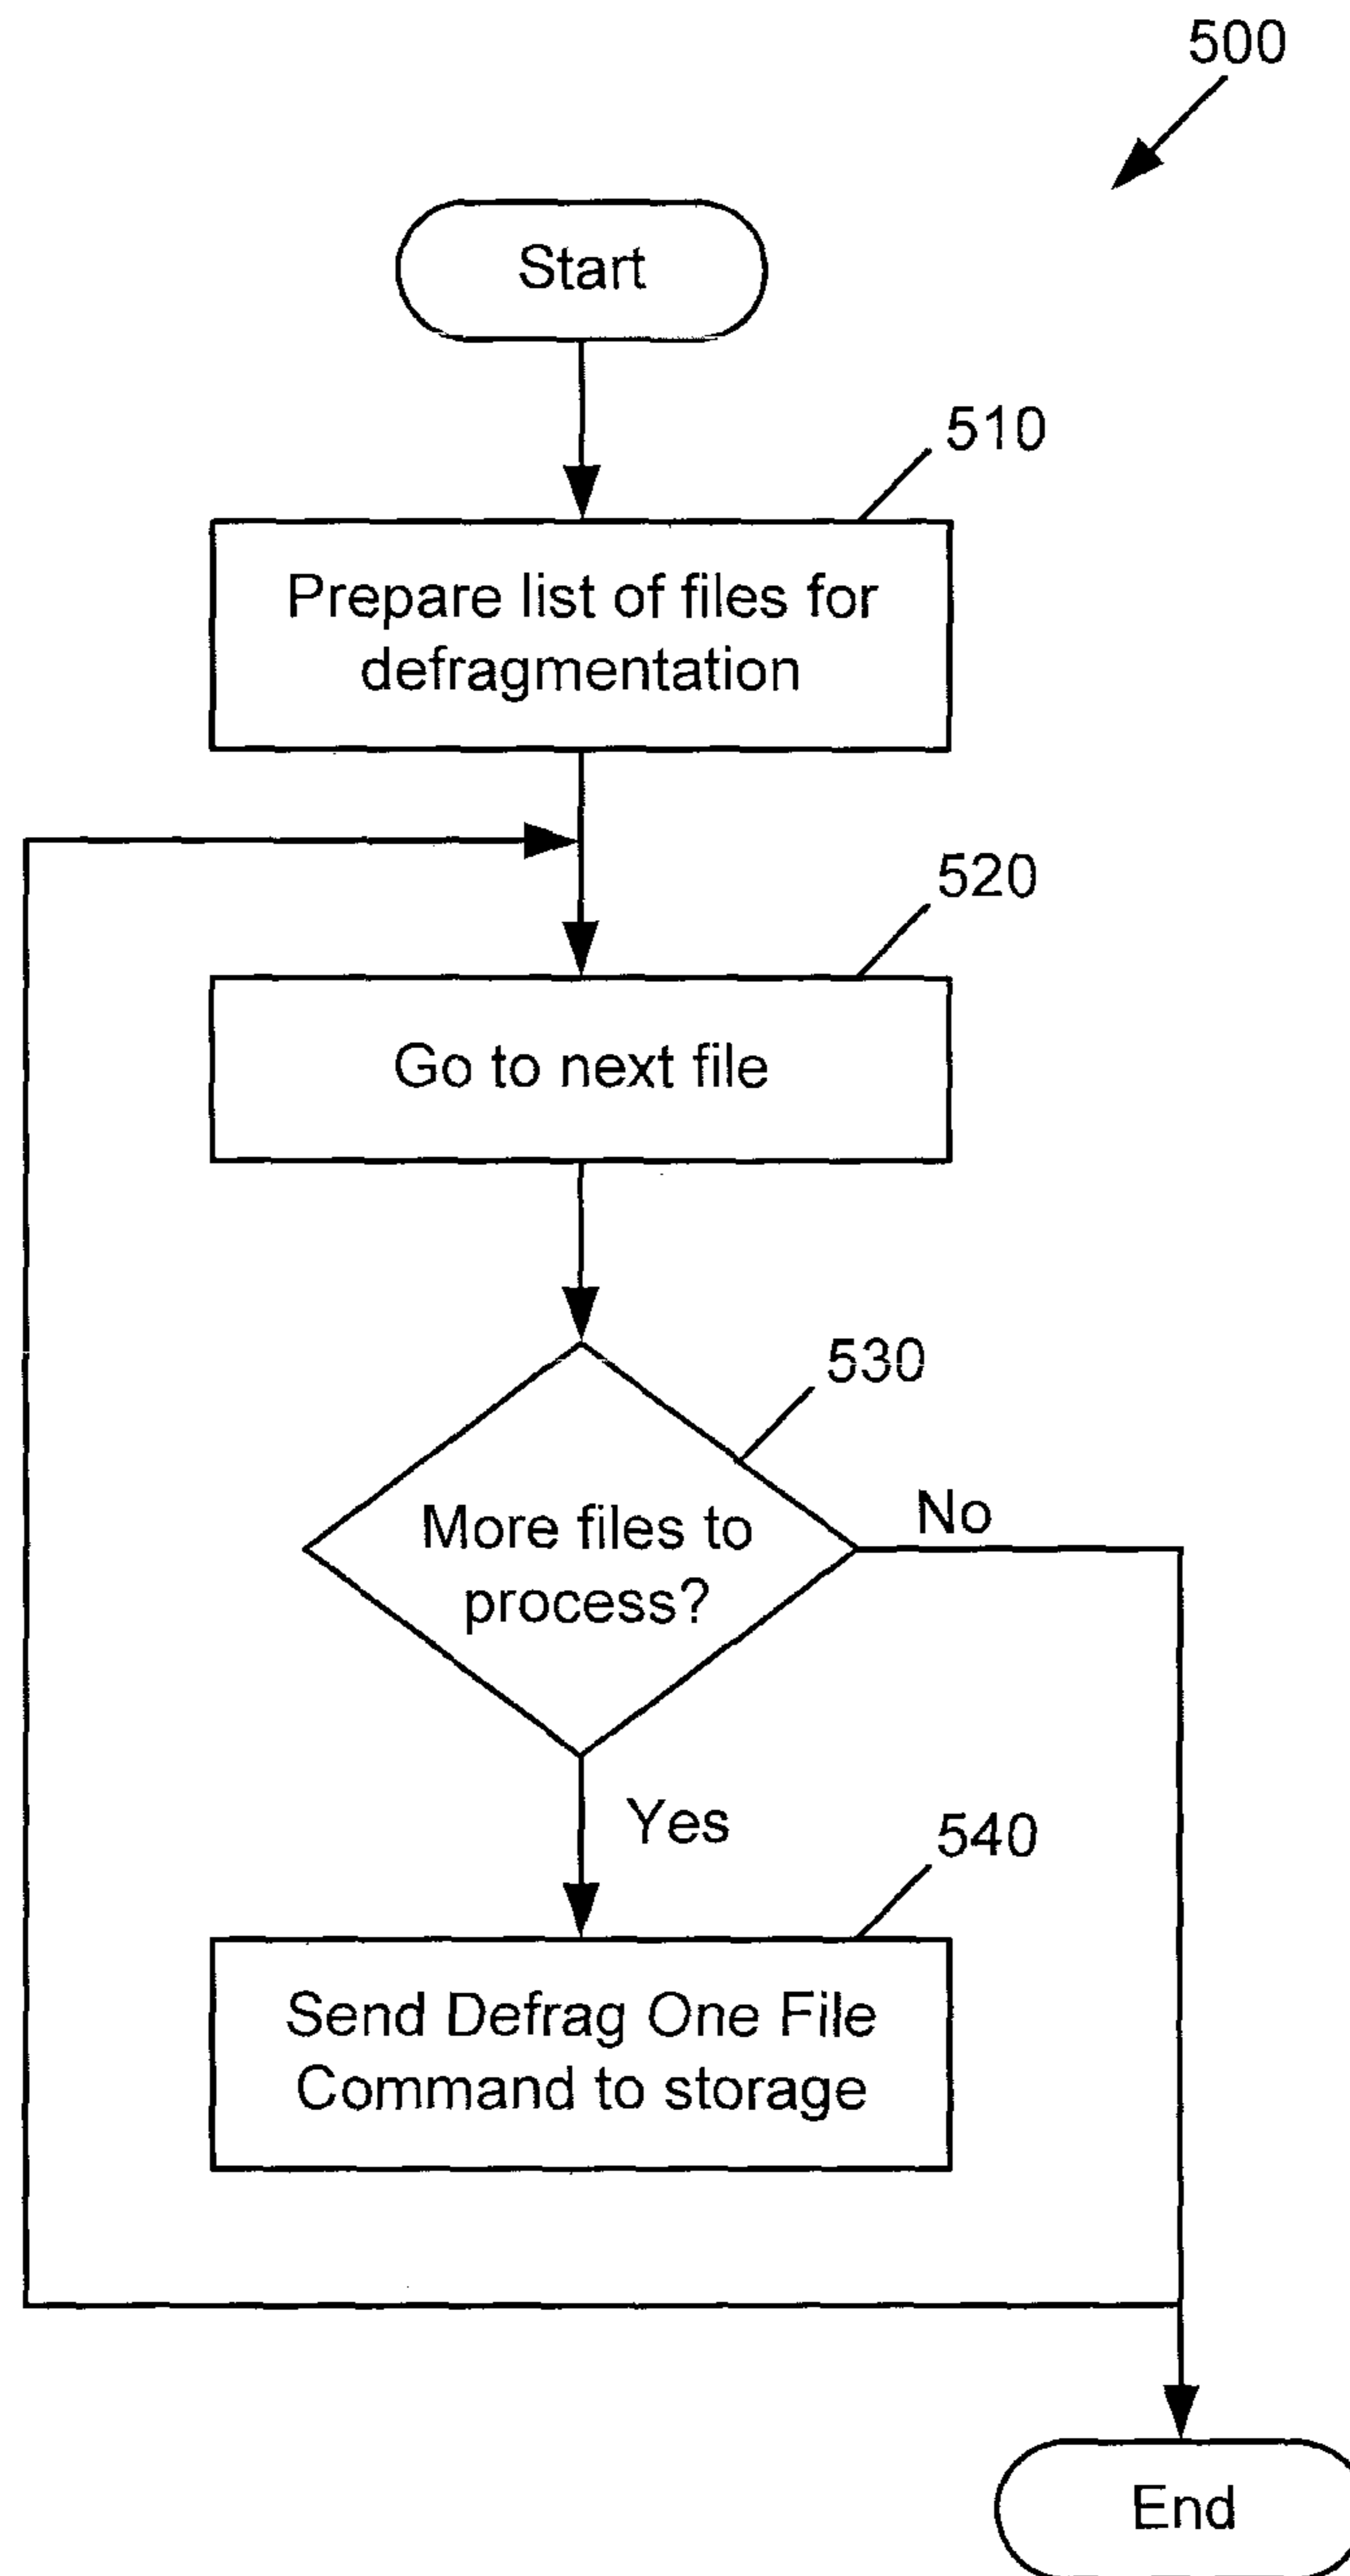 500
Start
510
Prepare list of files for
defragmentation
520
Go to next file
530
More files to
process?
No
Yes
540
Send Defrag One File
Command to storage
End